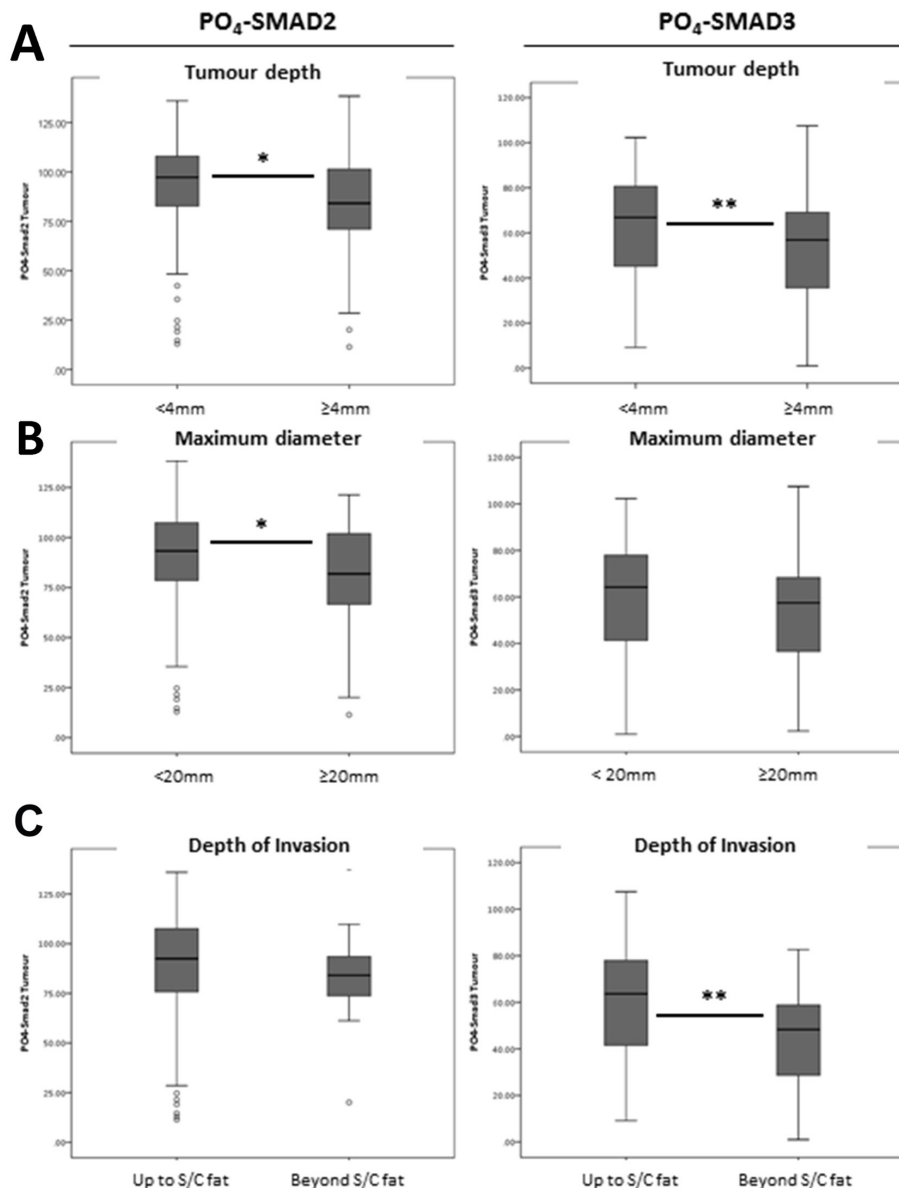 PO₄-SMAD2
PO₄-SMAD3
A
Tumour depth
PO4-Smad2 Tumour
125.00
100.00
75.00
50.00
25.00
.00
*
<4mm
≥4mm
Tumour depth
PO4-Smad3 Tumour
120.00
100.00
80.00
60.00
40.00
20.00
.00
**
<4mm
≥4mm
B
Maximum diameter
PO4-Smad2 Tumour
125.00
100.00
75.00
50.00
25.00
.00
*
<20mm
≥20mm
Maximum diameter
PO4-Smad3 Tumour
120.00
100.00
80.00
60.00
40.00
20.00
.00
< 20mm
≥20mm
C
Depth of Invasion
PO4-Smad2 Tumour
125.00
100.00
75.00
50.00
25.00
.00
Up to S/C fat
Beyond S/C fat
Depth of Invasion
PO4-Smad3 Tumour
120.00
100.00
80.00
60.00
40.00
20.00
.00
**
Up to S/C fat
Beyond S/C fat